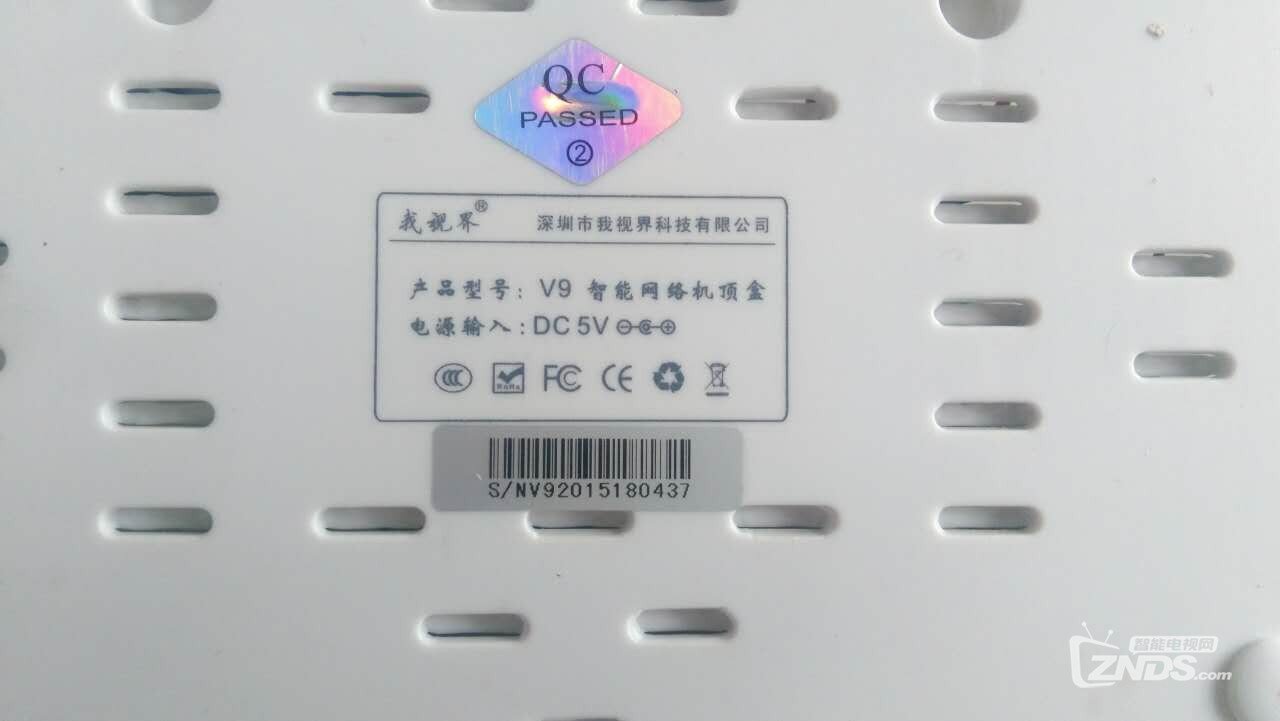 QC
PASSED
②
我视界® 深圳市我视界科技有限公司
产品型号: V9 智能网络机顶盒
电源输入: DC 5V
CCC RoHs FC CE
S/NV92015180437
智能电视网
ZNDS.com